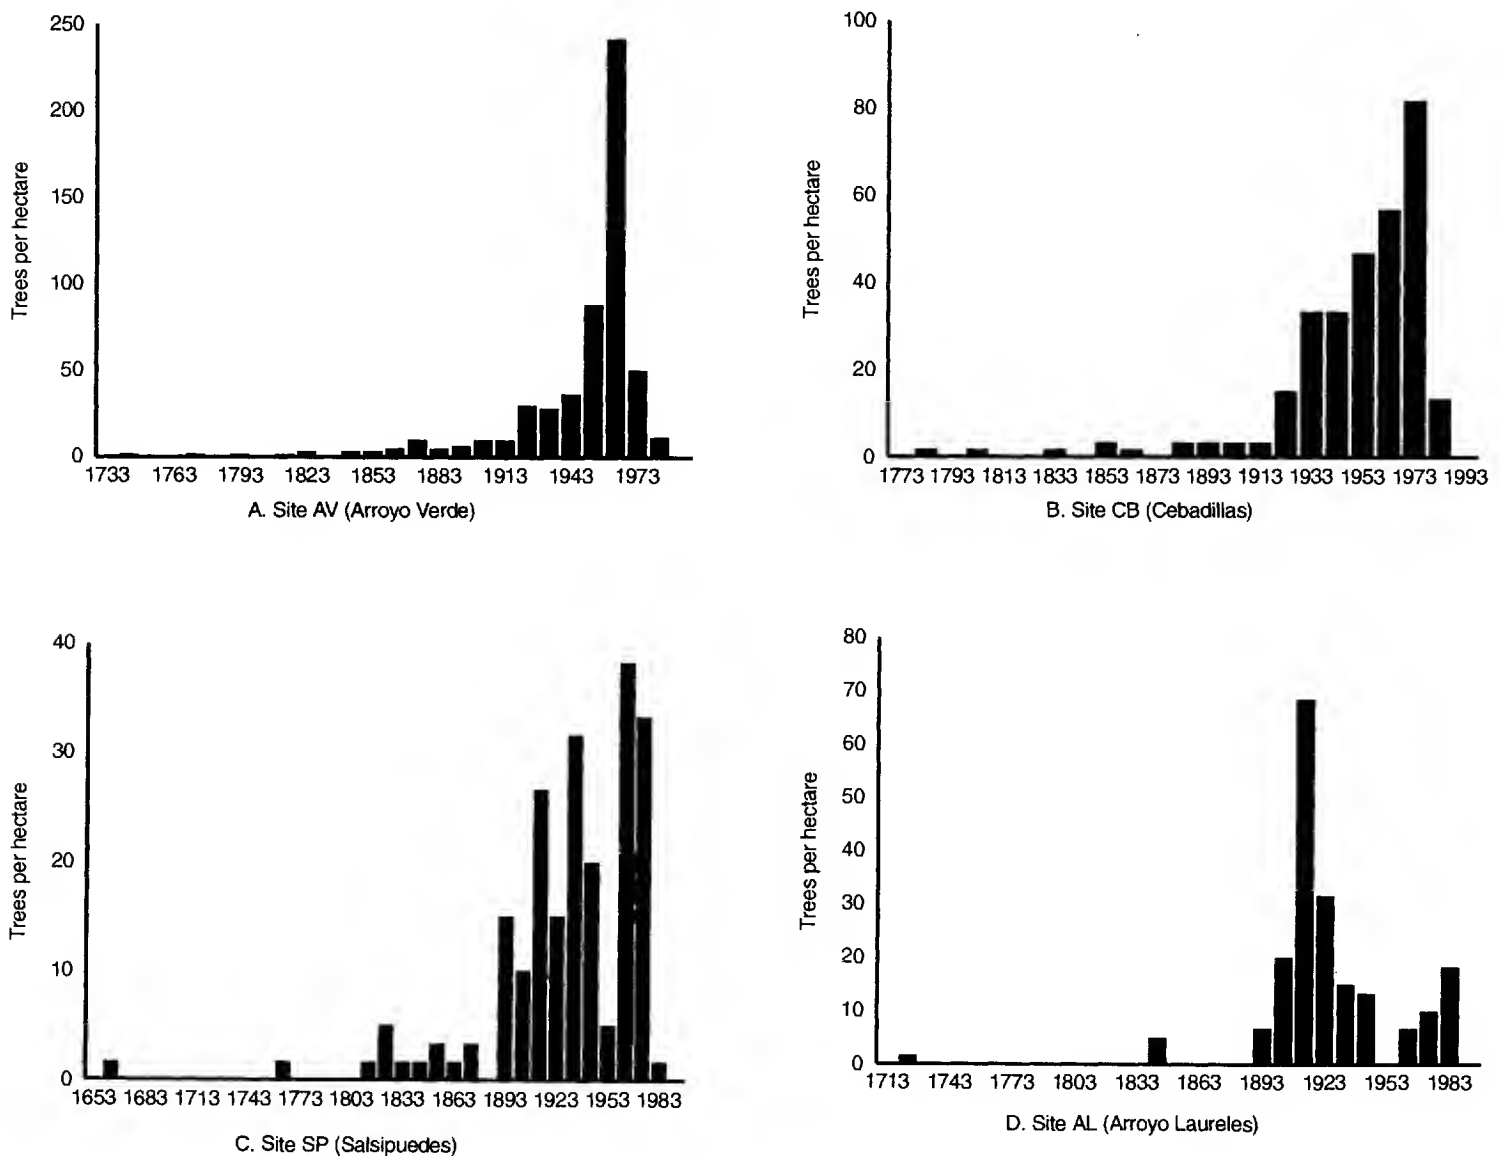 250
200
150
100
50
0
Trees per hectare
1733 1763 1793 1823 1853 1883 1913 1943 1973
A. Site AV (Arroyo Verde)
100
80
60
40
20
0
Trees per hectare
1773 1793 1813 1833 1853 1873 1893 1913 1933 1953 1973 1993
B. Site CB (Cebadillas)
40
30
20
10
0
Trees per hectare
1653 1683 1713 1743 1773 1803 1833 1863 1893 1923 1953 1983
C. Site SP (Salsipuedes)
80
70
60
50
40
30
20
10
0
Trees per hectare
1713 1743 1773 1803 1833 1863 1893 1923 1953 1983
D. Site AL (Arroyo Laureles)